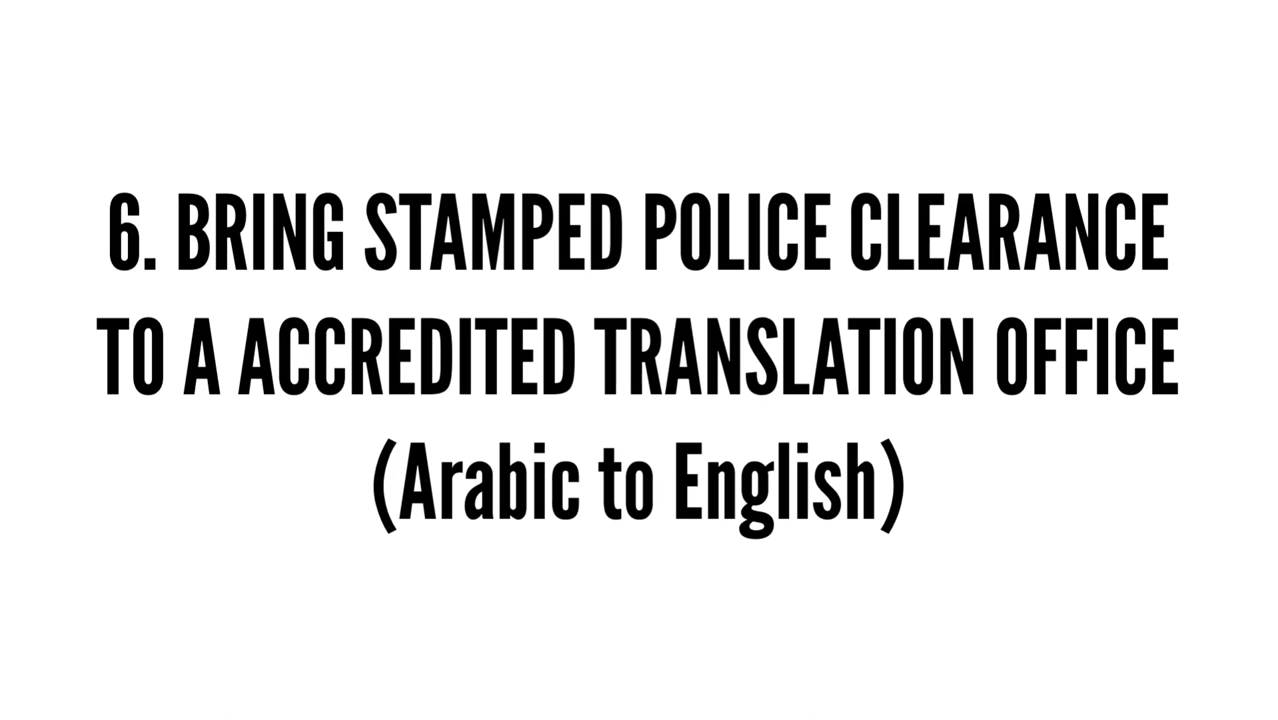 6. BRING STAMPED POLICE CLEARANCE
TO A ACCREDITED TRANSLATION OFFICE
(Arabic to English)